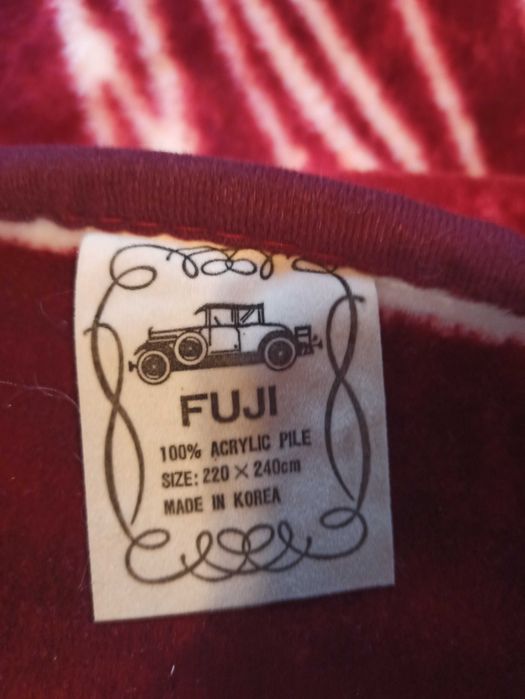 FUJI
100% ACRYLIC PILE
SIZE: 220 × 240cm
MADE IN KOREA